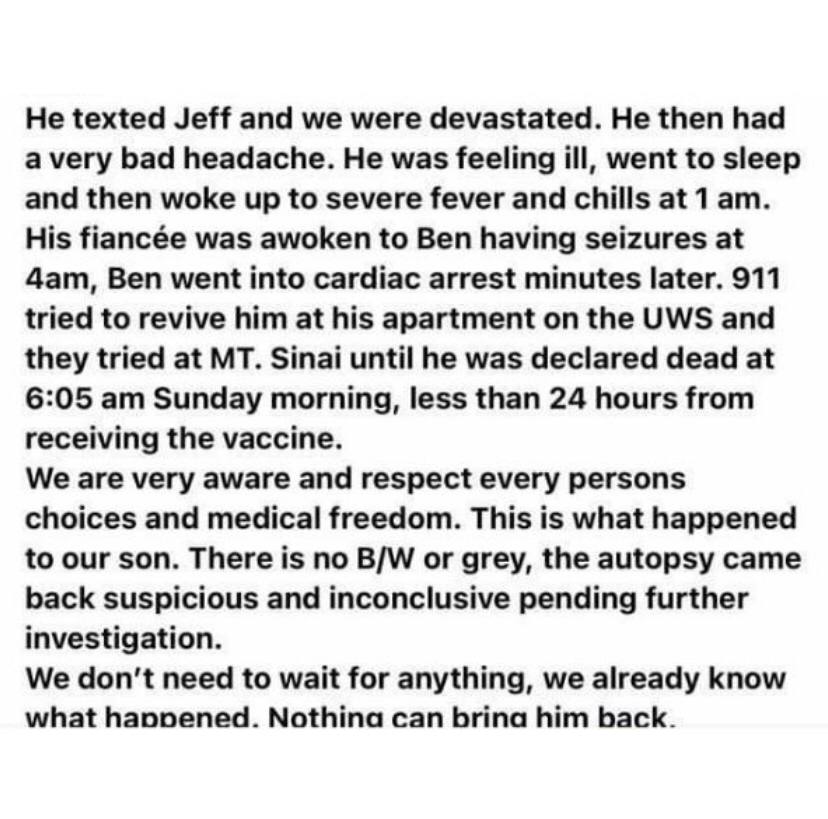 He texted Jeff and we were devastated. He then had
a very bad headache. He was feeling ill, went to sleep
and then woke up to severe fever and chills at 1 am.
His fiancée was awoken to Ben having seizures at
4am, Ben went into cardiac arrest minutes later. 911
tried to revive him at his apartment on the UWS and
they tried at MT. Sinai until he was declared dead at
6:05 am Sunday morning, less than 24 hours from
receiving the vaccine.
We are very aware and respect every persons
choices and medical freedom. This is what happened
to our son. There is no B/W or grey, the autopsy came
back suspicious and inconclusive pending further
investigation.
We don't need to wait for anything, we already know
what happened. Nothing can bring him back.